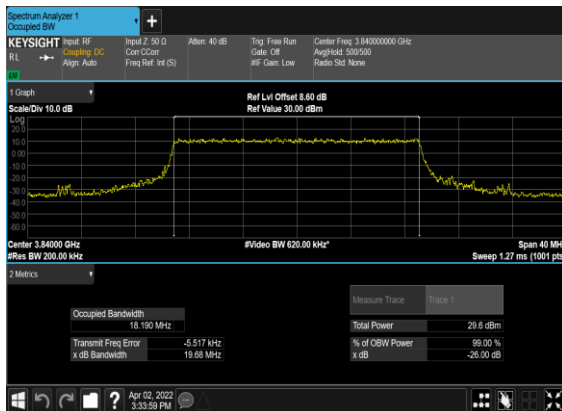 Spectrum Analyzer 1
Occupied BW
KEYSIGHT Input: RF Input Z: 50 Ω Atten: 40 dB Trig: Free Run Center Freq: 3.840000000 GHz
RL Coupling: DC Corr CCorr Gate: Off Avg|Hold: 500/500
Align: Auto Freq Ref: Int (S) #IF Gain: Low Radio Std: None
1 Graph
Ref Lvl Offset 8.60 dB
Scale/Div 10.0 dB Ref Value 30.00 dBm
Log
20.0
10.0
0.00
-10.0
-20.0
-30.0
-40.0
-50.0
-60.0
Center 3.84000 GHz #Video BW 620.00 kHz* Span 40 MH
#Res BW 200.00 kHz Sweep 1.27 ms (1001 pts
2 Metrics
Measure Trace Trace 1
Occupied Bandwidth
18.190 MHz Total Power 29.6 dBm
Transmit Freq Error -5.517 kHz % of OBW Power 99.00 %
x dB Bandwidth 19.68 MHz x dB -26.00 dB
? Apr 02, 2022
3:33:59 PM